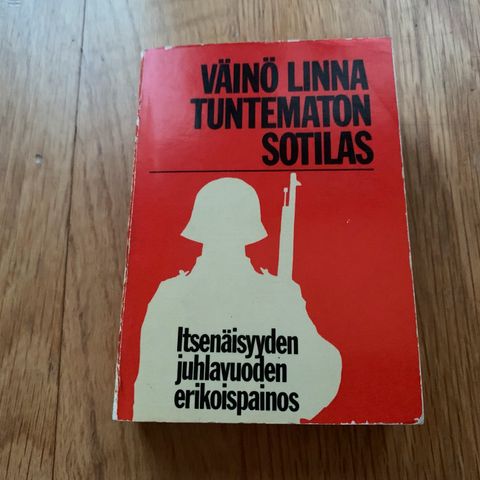 VÄINÖ LINNA
TUNTEMATON
SOTILAS
Itsenäisyyden
juhlavuoden
erikoispainos